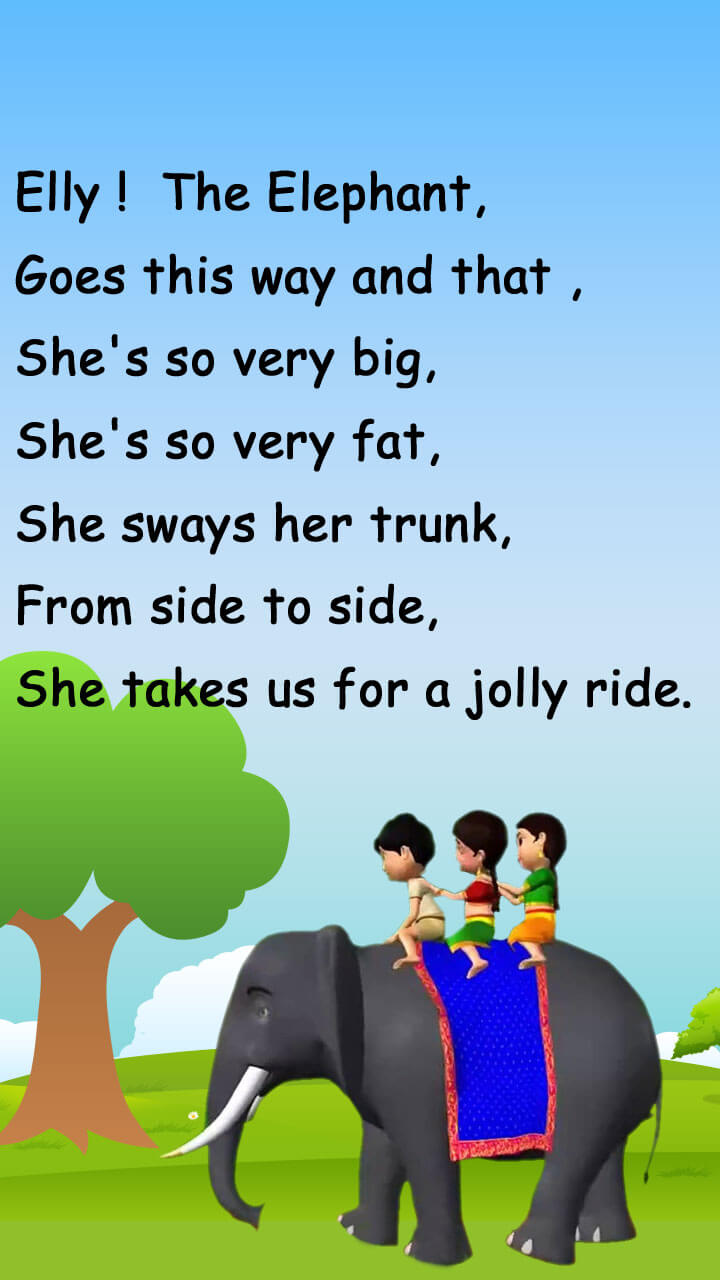 Elly !  The Elephant,
Goes this way and that ,
She's so very big,
She's so very fat,
She sways her trunk,
From side to side,
She takes us for a jolly ride.